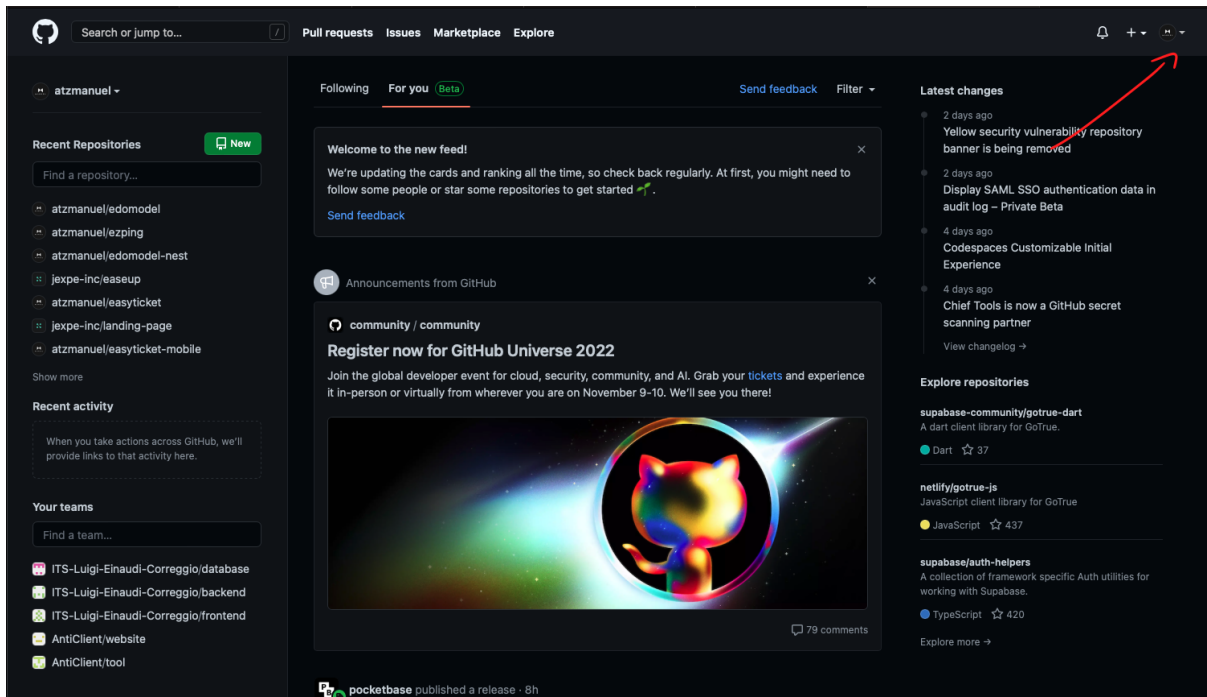 Search or jump to...
/
Pull requests
Issues
Marketplace
Explore
atzmanuel
Recent Repositories
New
Find a repository...
atzmanuel/edomodel
atzmanuel/ezping
atzmanuel/edomodel-nest
jexpe-inc/easeup
atzmanuel/easyticket
jexpe-inc/landing-page
atzmanuel/easyticket-mobile
Show more
Recent activity
When you take actions across GitHub, we'll
provide links to that activity here.
Your teams
Find a team...
ITS-Luigi-Einaudi-Correggio/database
ITS-Luigi-Einaudi-Correggio/backend
ITS-Luigi-Einaudi-Correggio/frontend
AntiClient/website
AntiClient/tool
Following
For you Beta
Send feedback
Filter
Welcome to the new feed!
We're updating the cards and ranking all the time, so check back regularly. At first, you might need to
follow some people or star some repositories to get started 🌱 .
Send feedback
Announcements from GitHub
community / community
Register now for GitHub Universe 2022
Join the global developer event for cloud, security, community, and AI. Grab your tickets and experience
it in-person or virtually from wherever you are on November 9-10. We'll see you there!
79 comments
pocketbase published a release · 8h
Latest changes
2 days ago
Yellow security vulnerability repository
banner is being removed
2 days ago
Display SAML SSO authentication data in
audit log – Private Beta
4 days ago
Codespaces Customizable Initial
Experience
4 days ago
Chief Tools is now a GitHub secret
scanning partner
View changelog →
Explore repositories
supabase-community/gotrue-dart
A dart client library for GoTrue.
Dart 37
netlify/gotrue-js
JavaScript client library for GoTrue
JavaScript 437
supabase/auth-helpers
A collection of framework specific Auth utilities for
working with Supabase.
TypeScript 420
Explore more →